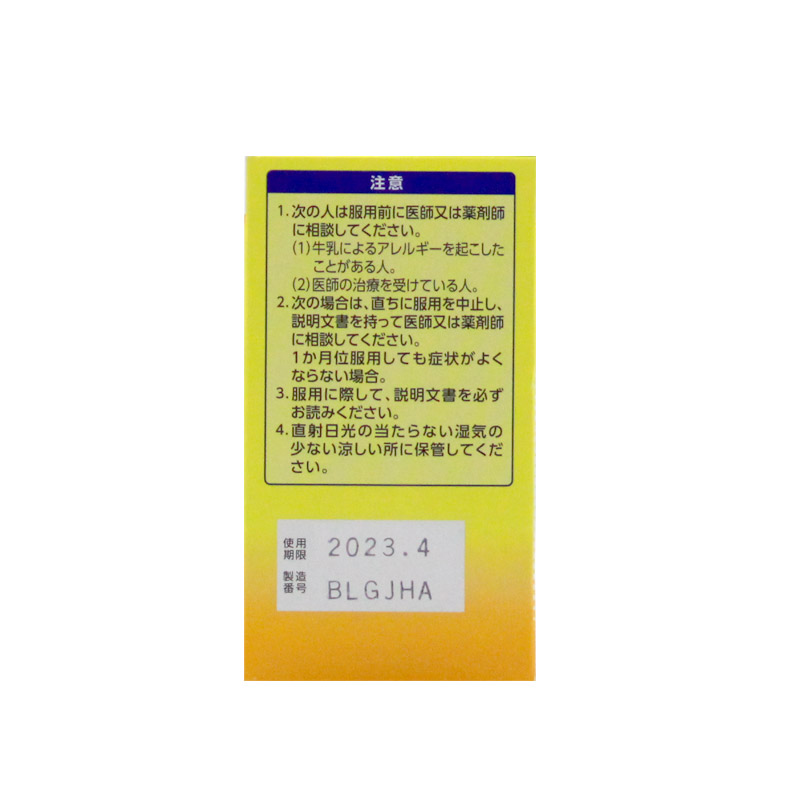 注意
1. 次の人は服用前に医師又は薬剤師
に相談してください。
(1)牛乳によるアレルギーを起こした
ことがある人。
(2)医師の治療を受けている人。
2. 次の場合は、直ちに服用を中止し、
説明文書を持って医師又は薬剤師
に相談してください。
1か月位服用しても症状がよく
ならない場合。
3. 服用に際して、説明文書を必ず
お読みください。
4. 直射日光の当たらない湿気の
少ない涼しい所に保管してくだ
さい。
使用
期限 2023.4
製造
番号 BLGJHA